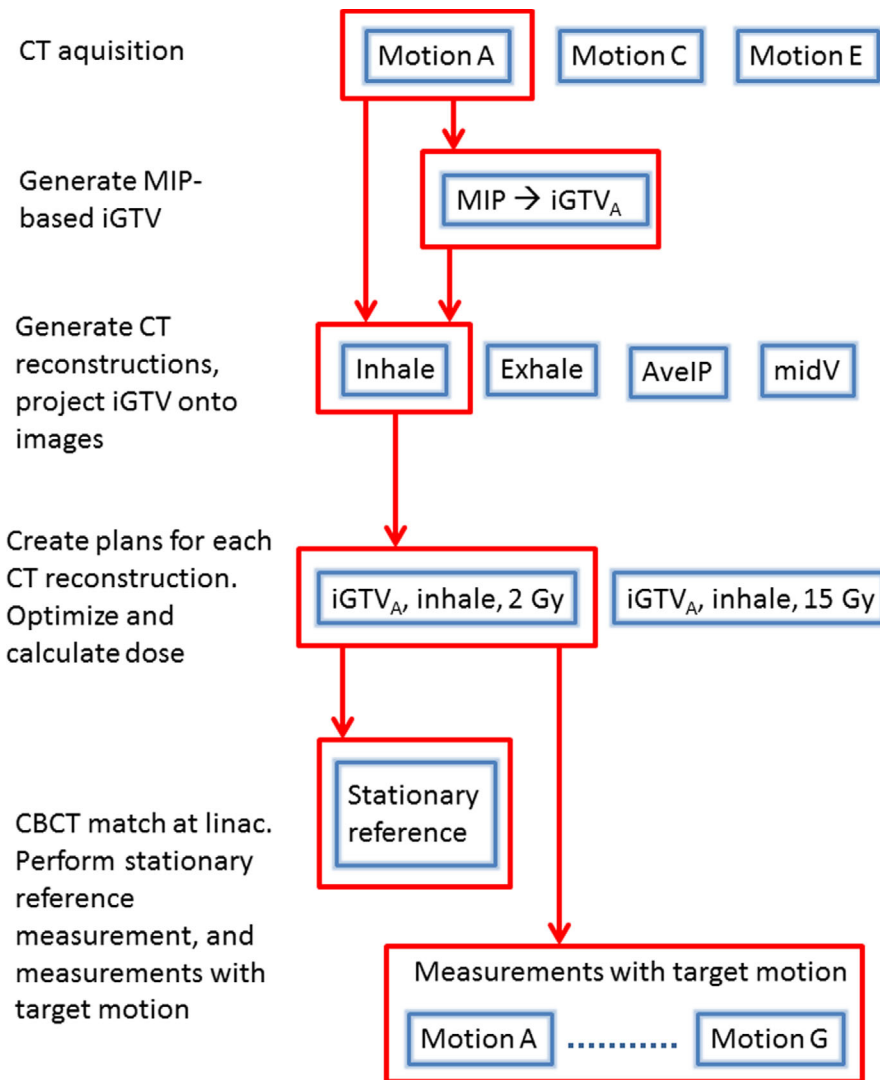 CT aquisition
Motion A
Motion C
Motion E
Generate MIP-
based iGTV
MIP → iGTV_A
Generate CT
reconstructions,
project iGTV onto
images
Inhale
Exhale
AveIP
midV
Create plans for each
CT reconstruction.
Optimize and
calculate dose
iGTV_A, inhale, 2 Gy
iGTV_A, inhale, 15 Gy
Stationary
reference
CBCT match at linac.
Perform stationary
reference
measurement, and
measurements with
target motion
Measurements with target motion
Motion A ........... Motion G